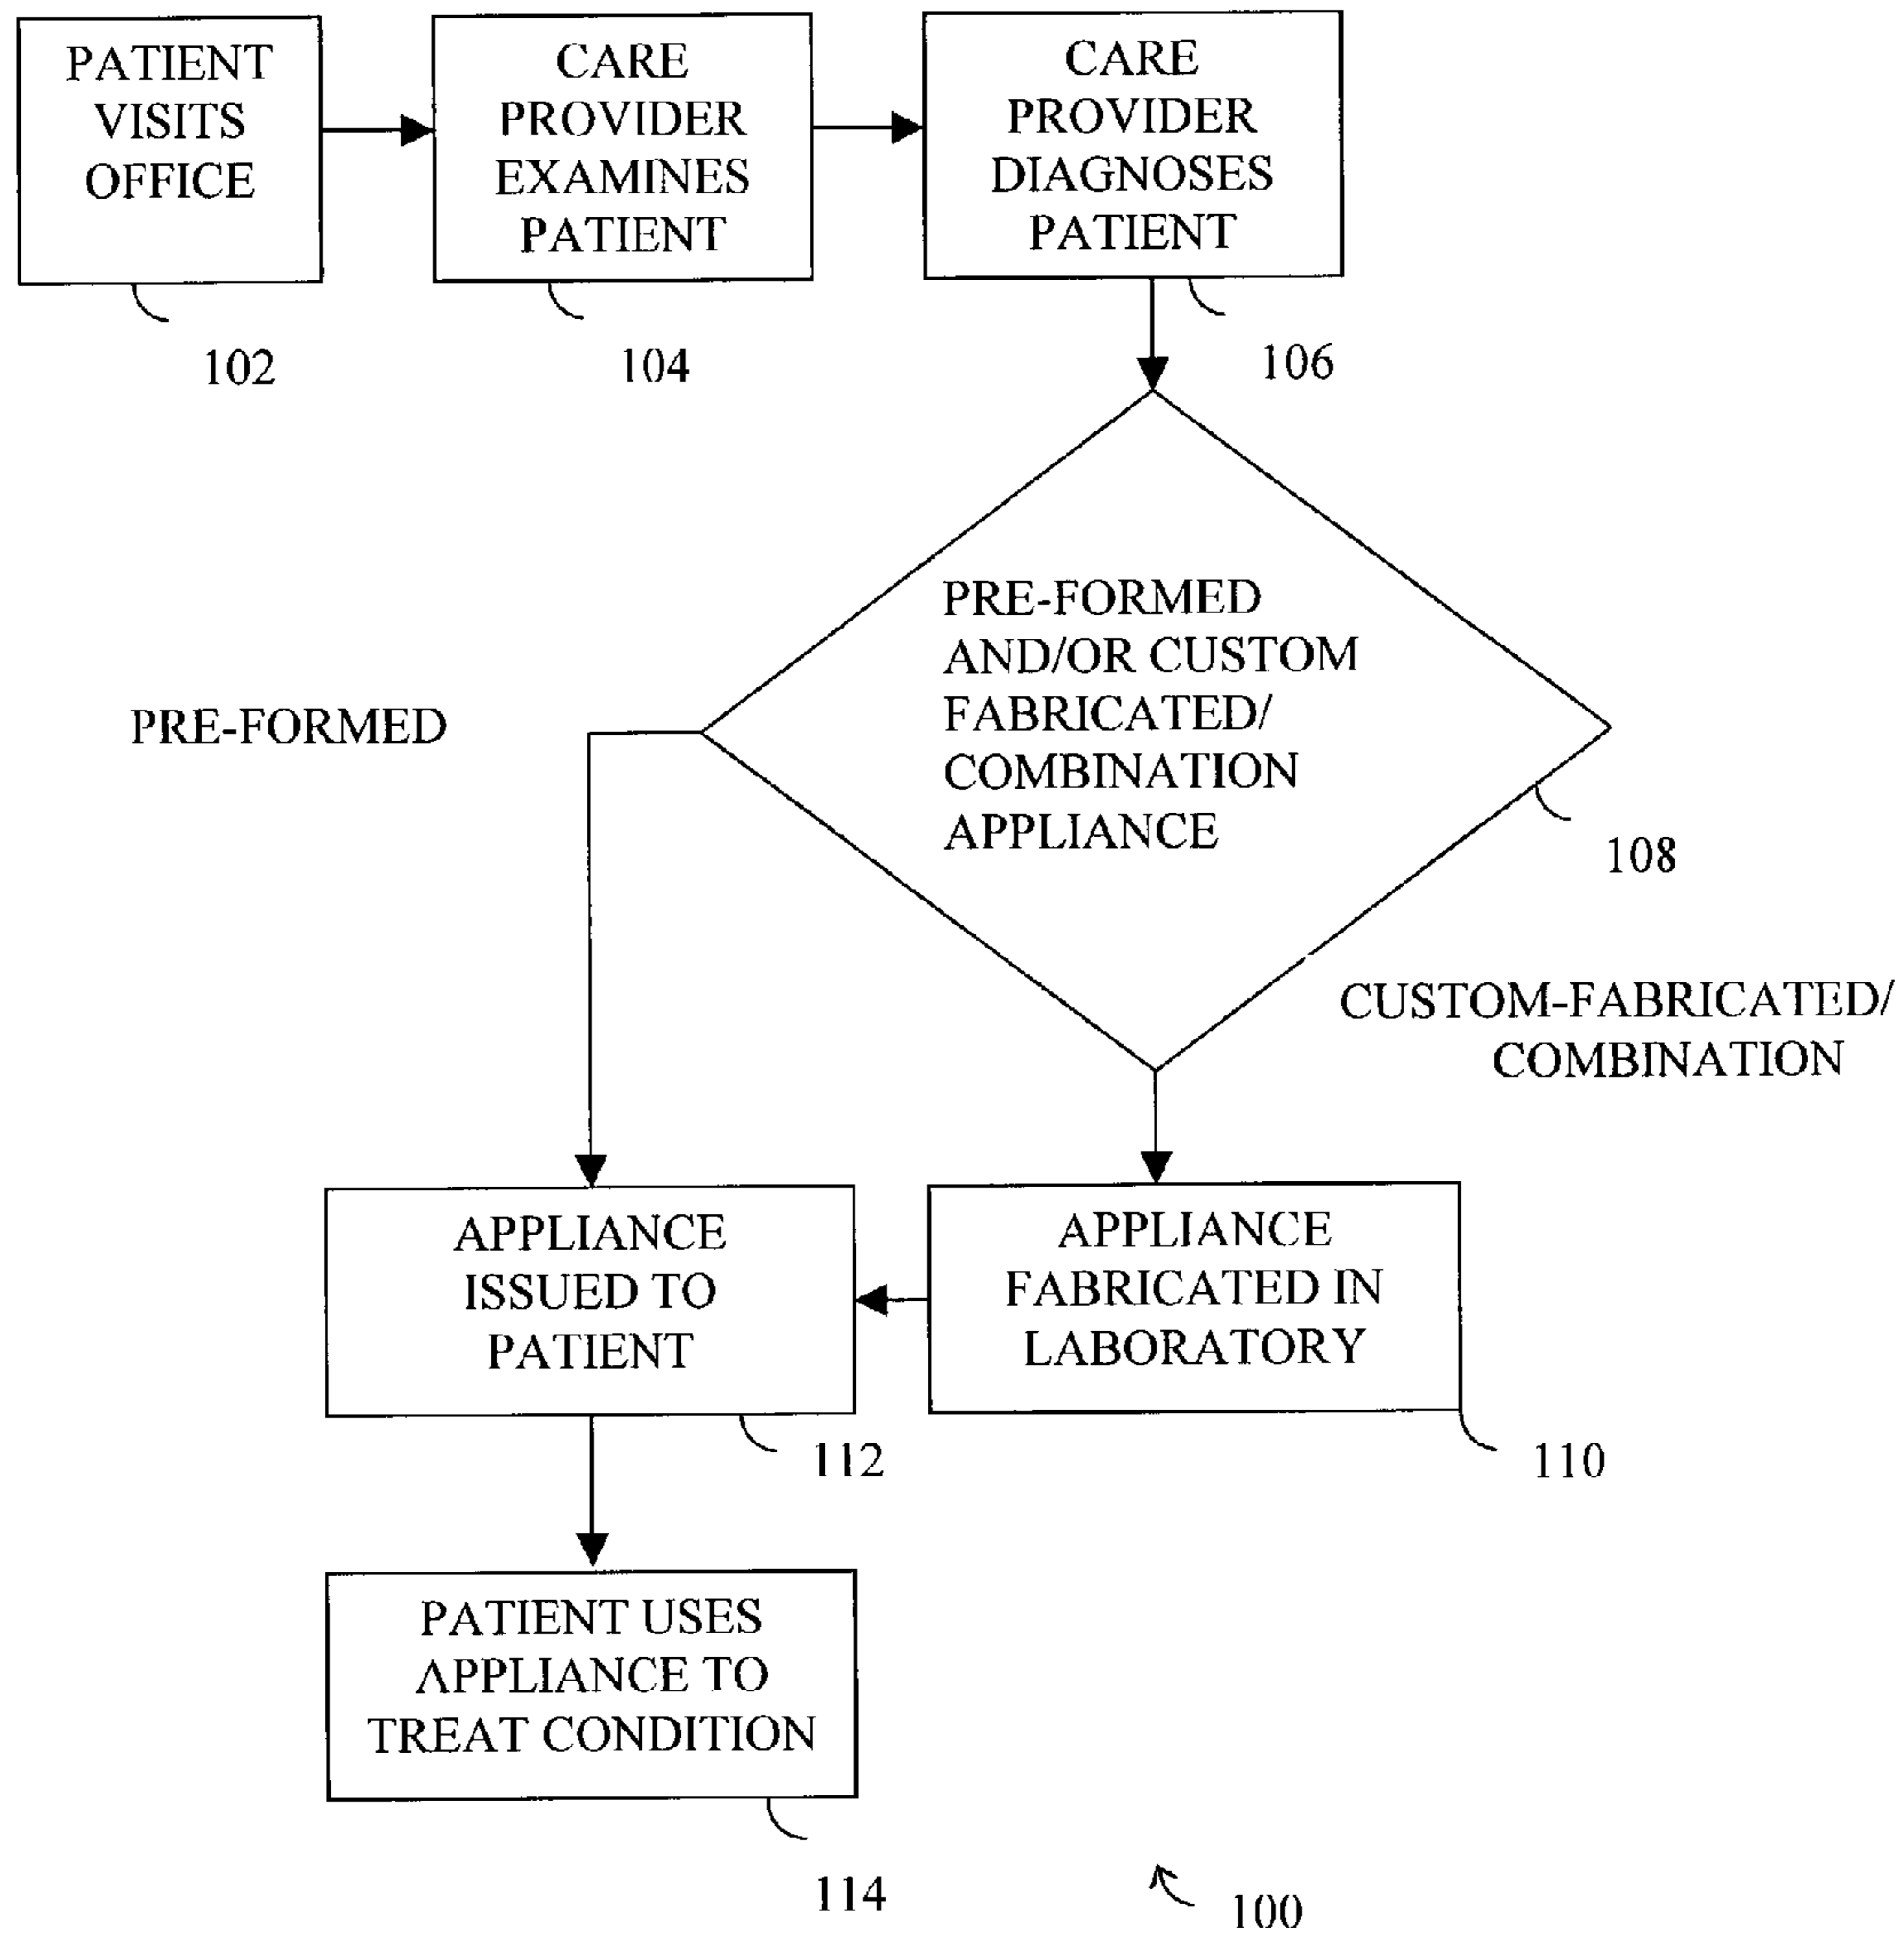 PATIENT
VISITS
OFFICE
102
CARE
PROVIDER
EXAMINES
PATIENT
104
CARE
PROVIDER
DIAGNOSES
PATIENT
106
PRE-FORMED
AND/OR CUSTOM
FABRICATED/
COMBINATION
APPLIANCE
108
PRE-FORMED
CUSTOM-FABRICATED/
COMBINATION
APPLIANCE
FABRICATED IN
LABORATORY
110
APPLIANCE
ISSUED TO
PATIENT
112
PATIENT USES
APPLIANCE TO
TREAT CONDITION
114
100